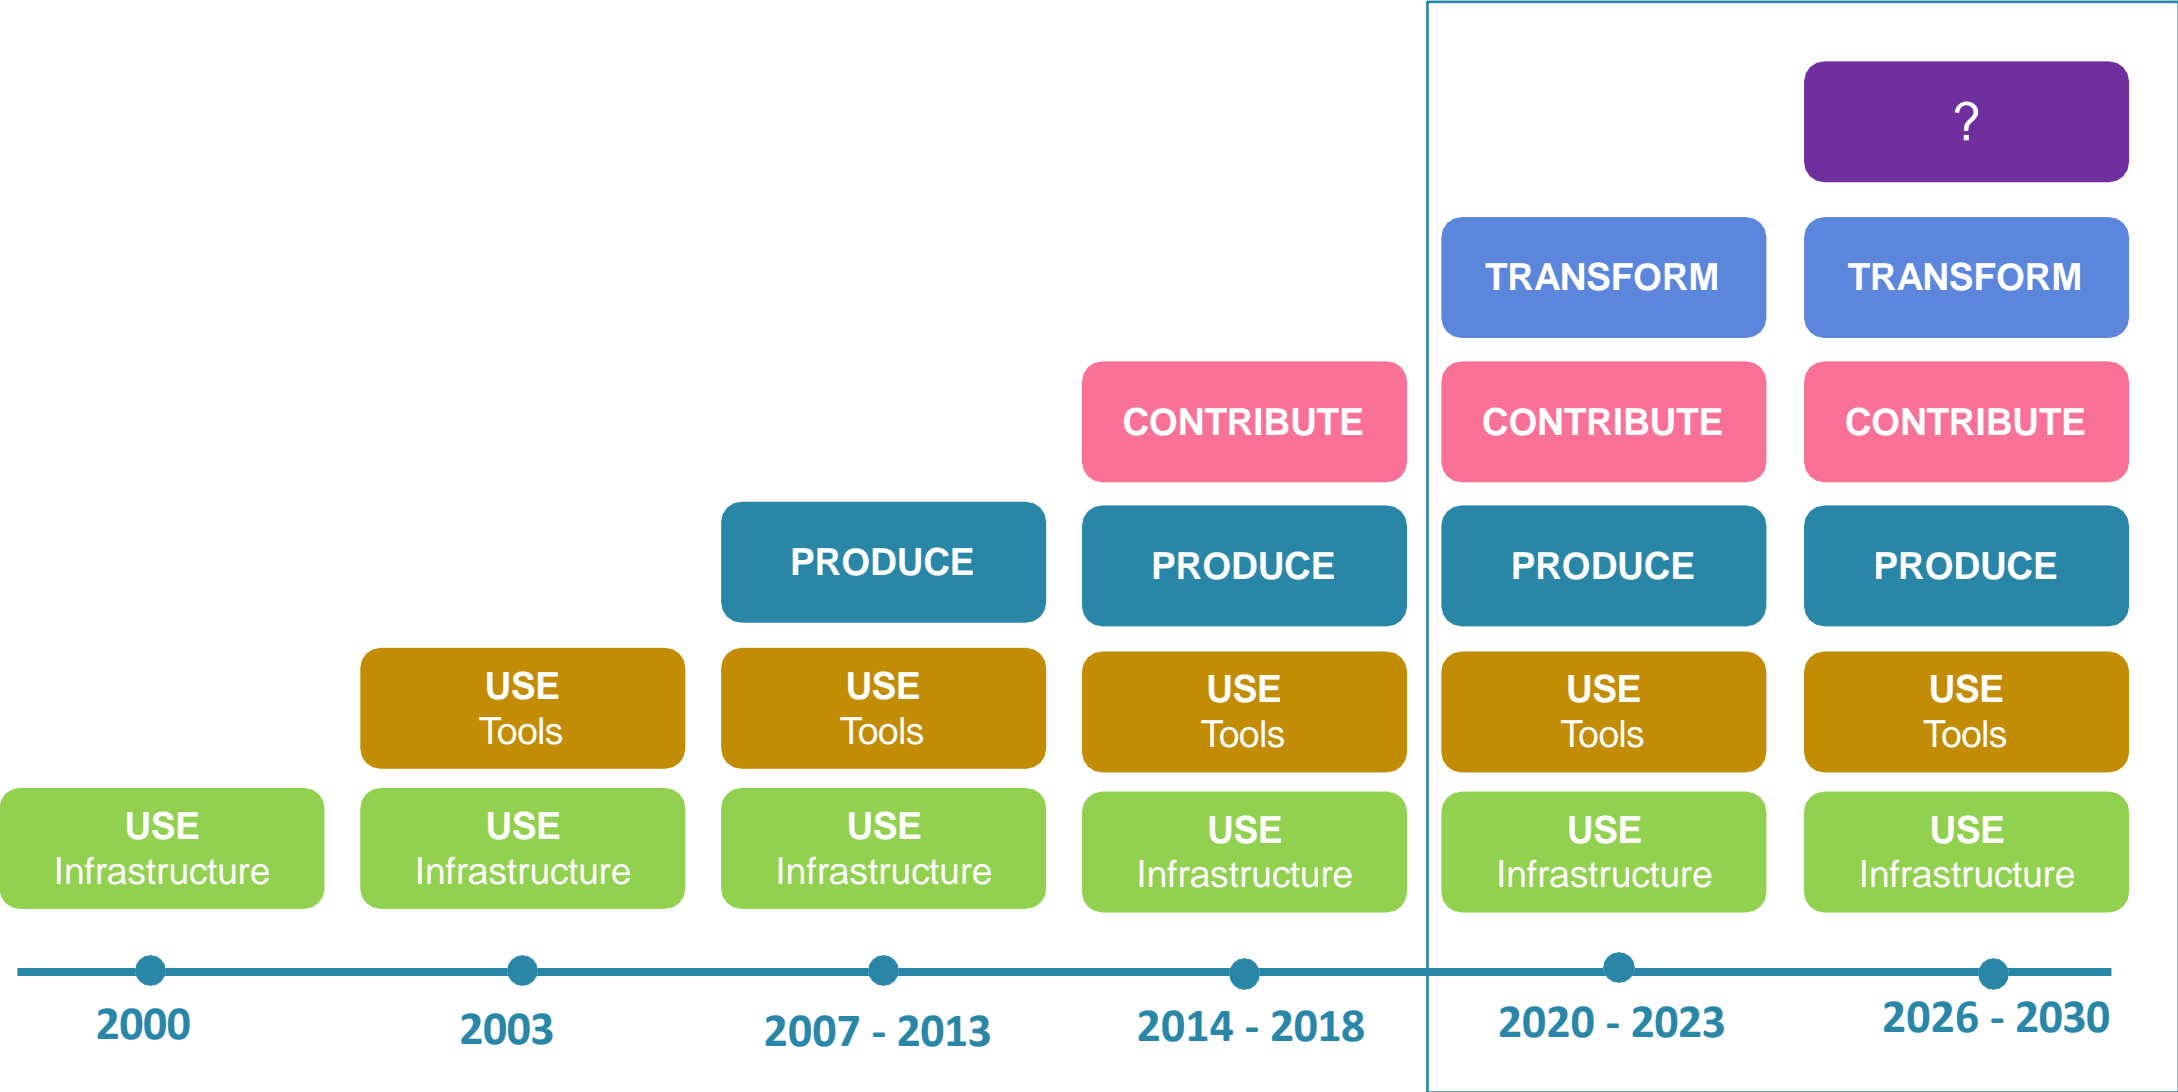 ?
TRANSFORM
TRANSFORM
CONTRIBUTE
CONTRIBUTE
CONTRIBUTE
PRODUCE
PRODUCE
PRODUCE
PRODUCE
USE
Tools
USE
Tools
USE
Tools
USE
Tools
USE
Tools
USE
Infrastructure
USE
Infrastructure
USE
Infrastructure
USE
Infrastructure
USE
Infrastructure
USE
Infrastructure
2000
2003
2007 - 2013
2014 - 2018
2020 - 2023
2026 - 2030